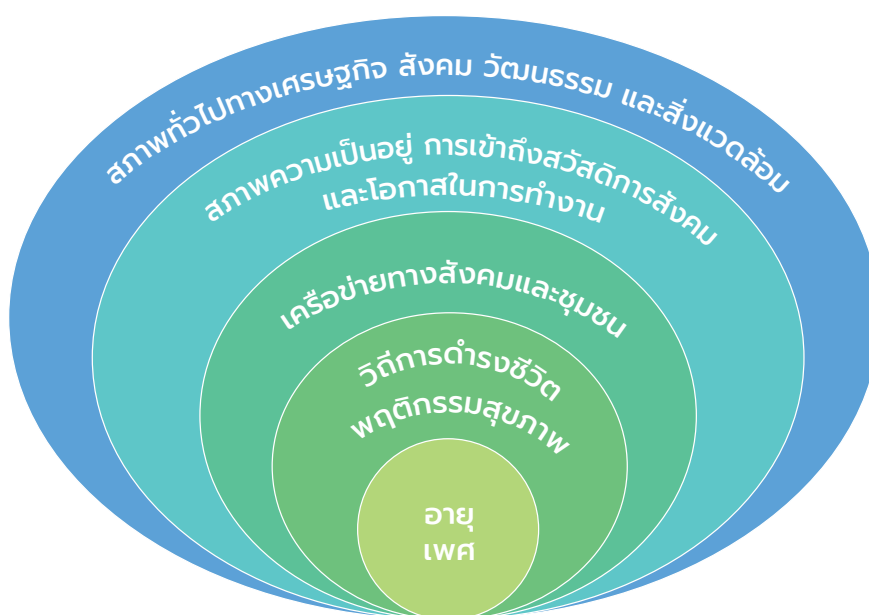 สภาพทั่วไปทางเศรษฐกิจ สังคม วัฒนธรรม และสิ่งแวดล้อม
สภาพความเป็นอยู่ การเข้าถึงสวัสดิการสังคม
และโอกาสในการทำงาน
เครือข่ายทางสังคมและชุมชน
วิถีการดำรงชีวิต
พฤติกรรมสุขภาพ
อายุ
เพศ